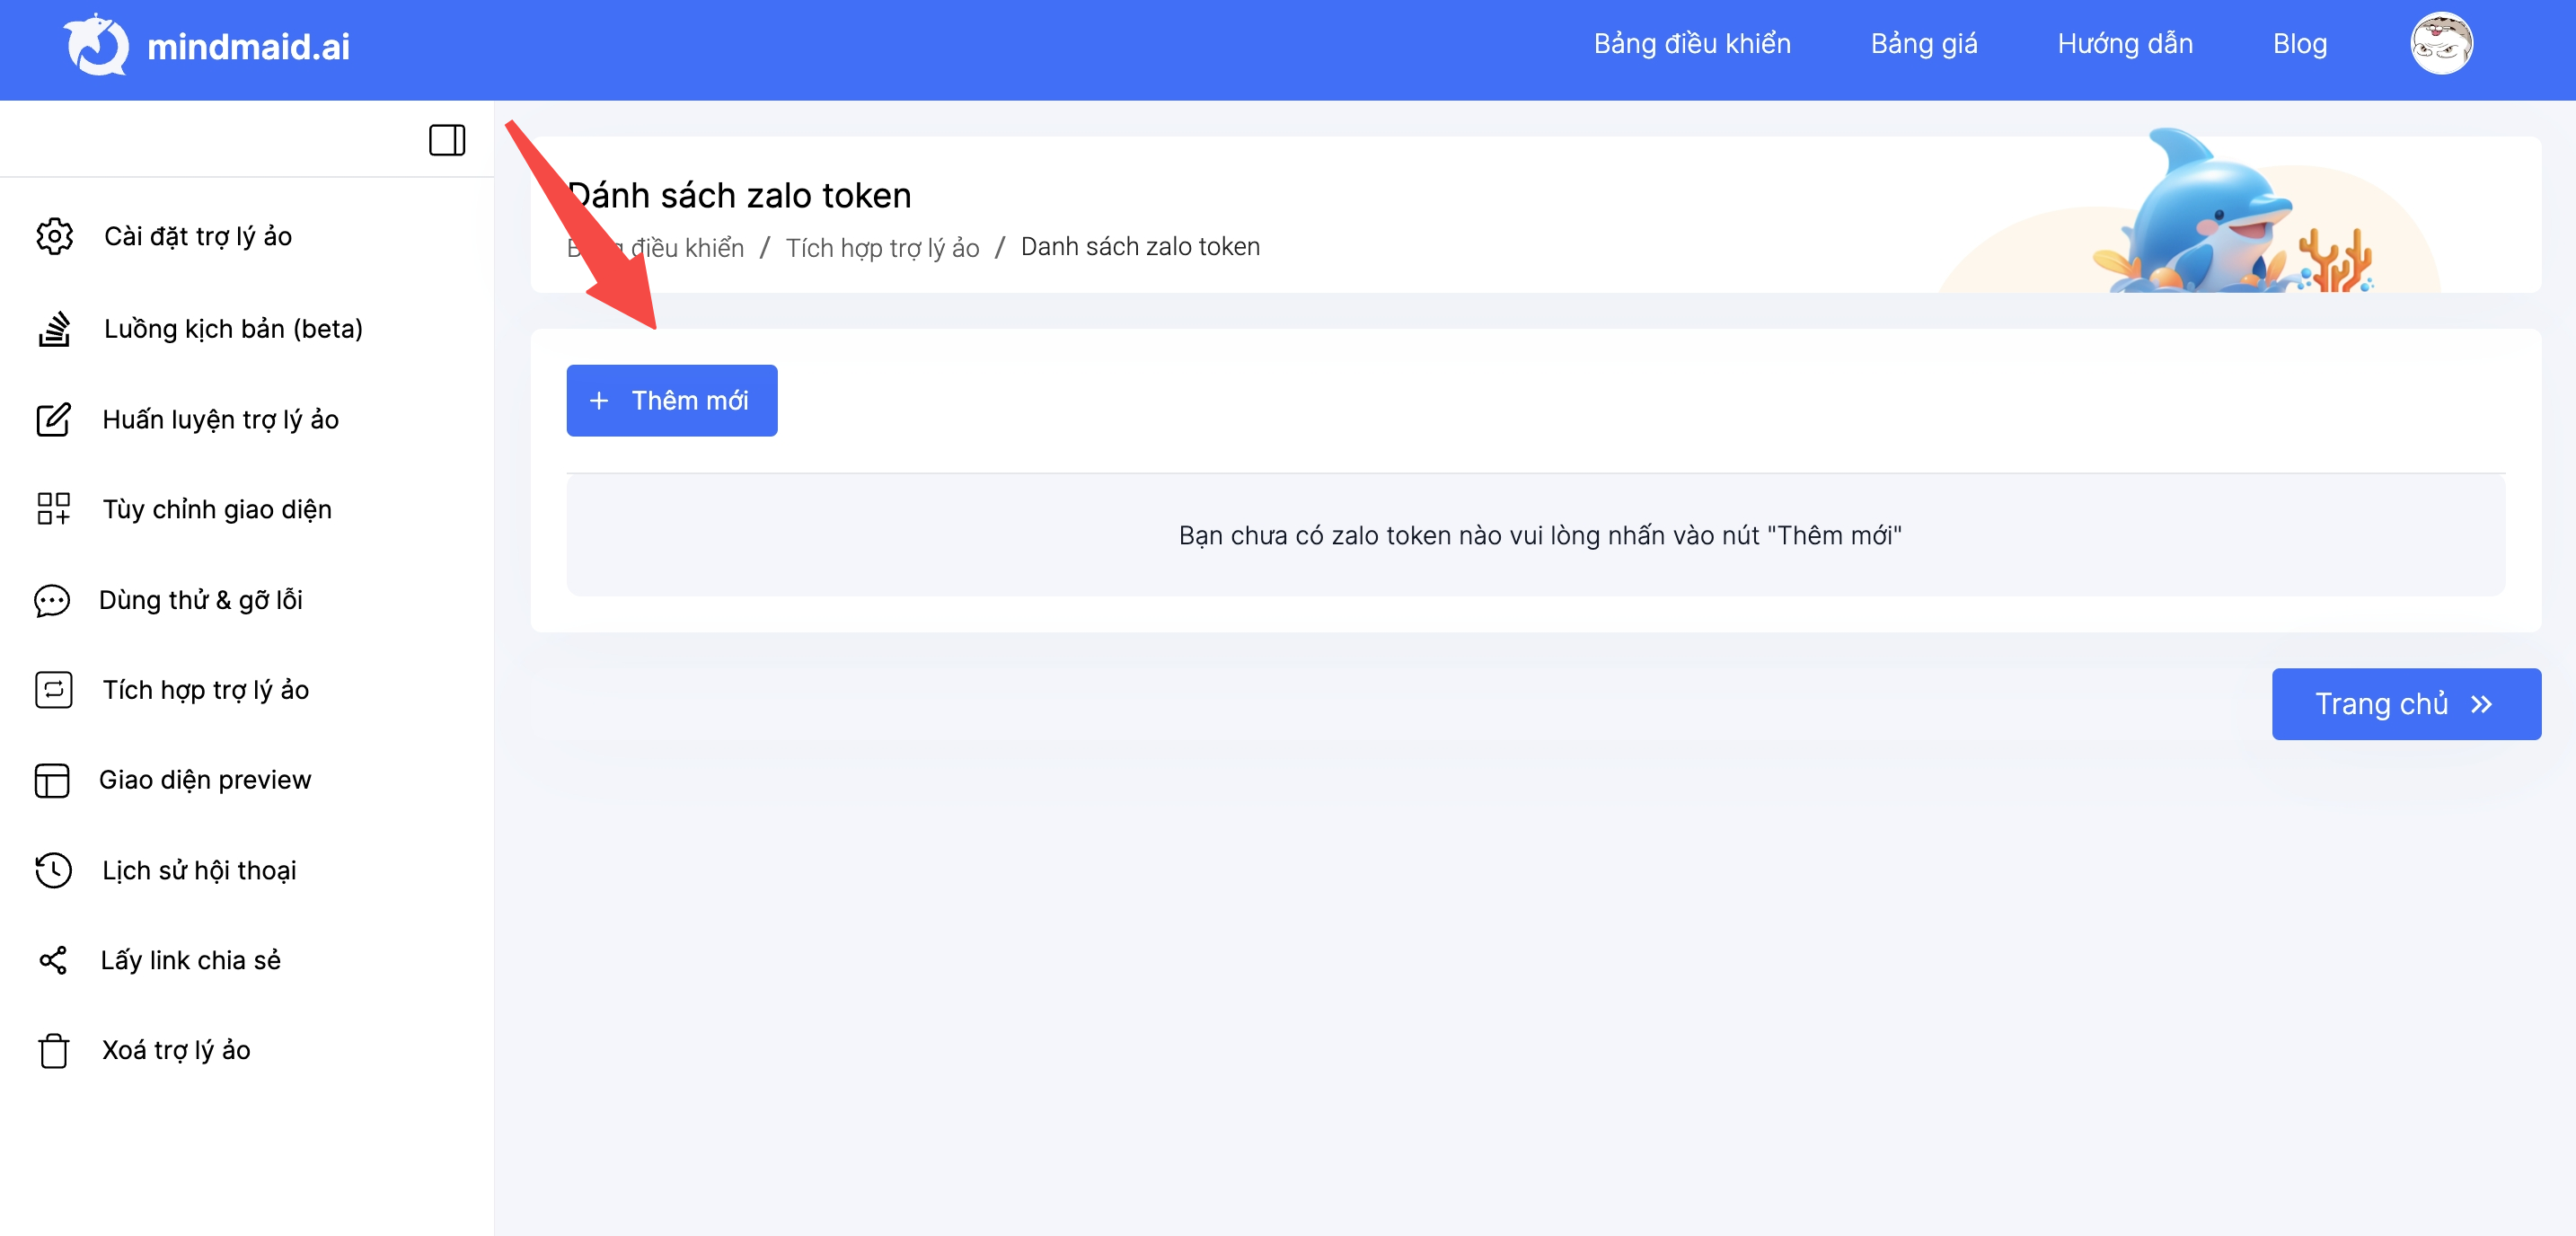 mindmaid.ai
Bảng điều khiển
Bảng giá
Hướng dẫn
Blog
Cài đặt trợ lý ảo
Luồng kịch bản (beta)
Huấn luyện trợ lý ảo
Tùy chỉnh giao diện
Dùng thử & gỡ lỗi
Tích hợp trợ lý ảo
Giao diện preview
Lịch sử hội thoại
Lấy link chia sẻ
Xoá trợ lý ảo
Dánh sách zalo token
điều khiển / Tích hợp trợ lý ảo / Danh sách zalo token
+ Thêm mới
Bạn chưa có zalo token nào vui lòng nhấn vào nút "Thêm mới"
Trang chủ »